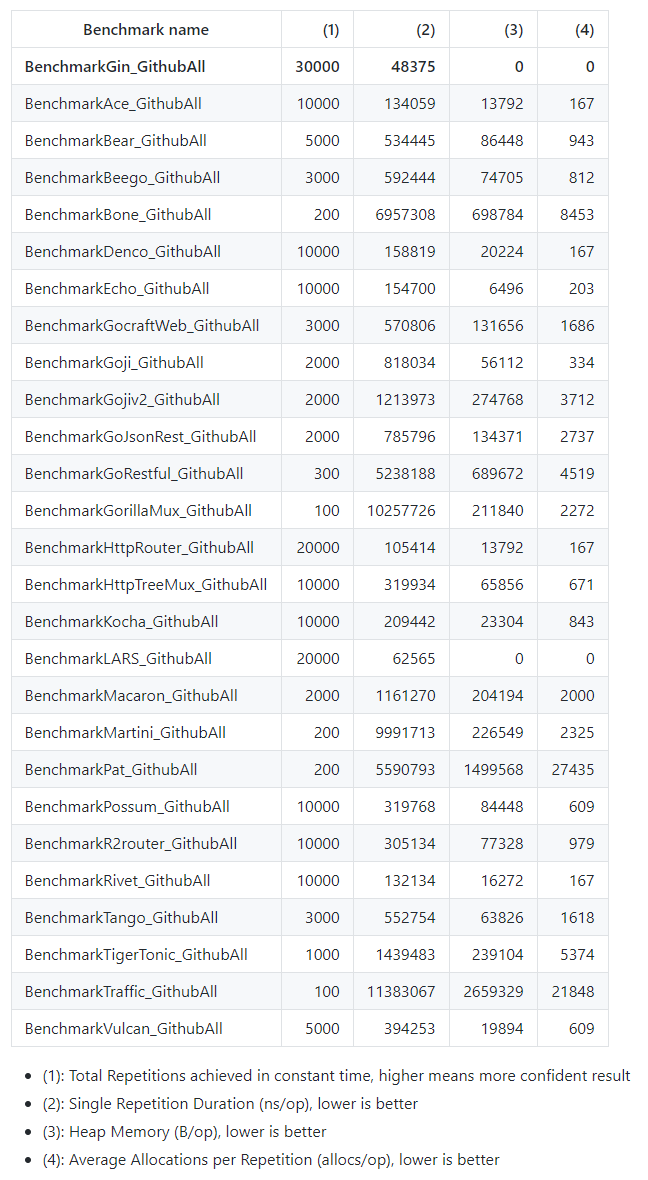 Benchmark name (1) (2) (3) (4)
BenchmarkGin_GithubAll 30000 48375 0 0
BenchmarkAce_GithubAll 10000 134059 13792 167
BenchmarkBear_GithubAll 5000 534445 86448 943
BenchmarkBeego_GithubAll 3000 592444 74705 812
BenchmarkBone_GithubAll 200 6957308 698784 8453
BenchmarkDenco_GithubAll 10000 158819 20224 167
BenchmarkEcho_GithubAll 10000 154700 6496 203
BenchmarkGocraftWeb_GithubAll 3000 570806 131656 1686
BenchmarkGoji_GithubAll 2000 818034 56112 334
BenchmarkGojiv2_GithubAll 2000 1213973 274768 3712
BenchmarkGoJsonRest_GithubAll 2000 785796 134371 2737
BenchmarkGoRestful_GithubAll 300 5238188 689672 4519
BenchmarkGorillaMux_GithubAll 100 10257726 211840 2272
BenchmarkHttpRouter_GithubAll 20000 105414 13792 167
BenchmarkHttpTreeMux_GithubAll 10000 319934 65856 671
BenchmarkKocha_GithubAll 10000 209442 23304 843
BenchmarkLARS_GithubAll 20000 62565 0 0
BenchmarkMacaron_GithubAll 2000 1161270 204194 2000
BenchmarkMartini_GithubAll 200 9991713 226549 2325
BenchmarkPat_GithubAll 200 5590793 1499568 27435
BenchmarkPossum_GithubAll 10000 319768 84448 609
BenchmarkR2router_GithubAll 10000 305134 77328 979
BenchmarkRivet_GithubAll 10000 132134 16272 167
BenchmarkTango_GithubAll 3000 552754 63826 1618
BenchmarkTigerTonic_GithubAll 1000 1439483 239104 5374
BenchmarkTraffic_GithubAll 100 11383067 2659329 21848
BenchmarkVulcan_GithubAll 5000 394253 19894 609
• (1): Total Repetitions achieved in constant time, higher means more confident result
• (2): Single Repetition Duration (ns/op), lower is better
• (3): Heap Memory (B/op), lower is better
• (4): Average Allocations per Repetition (allocs/op), lower is better